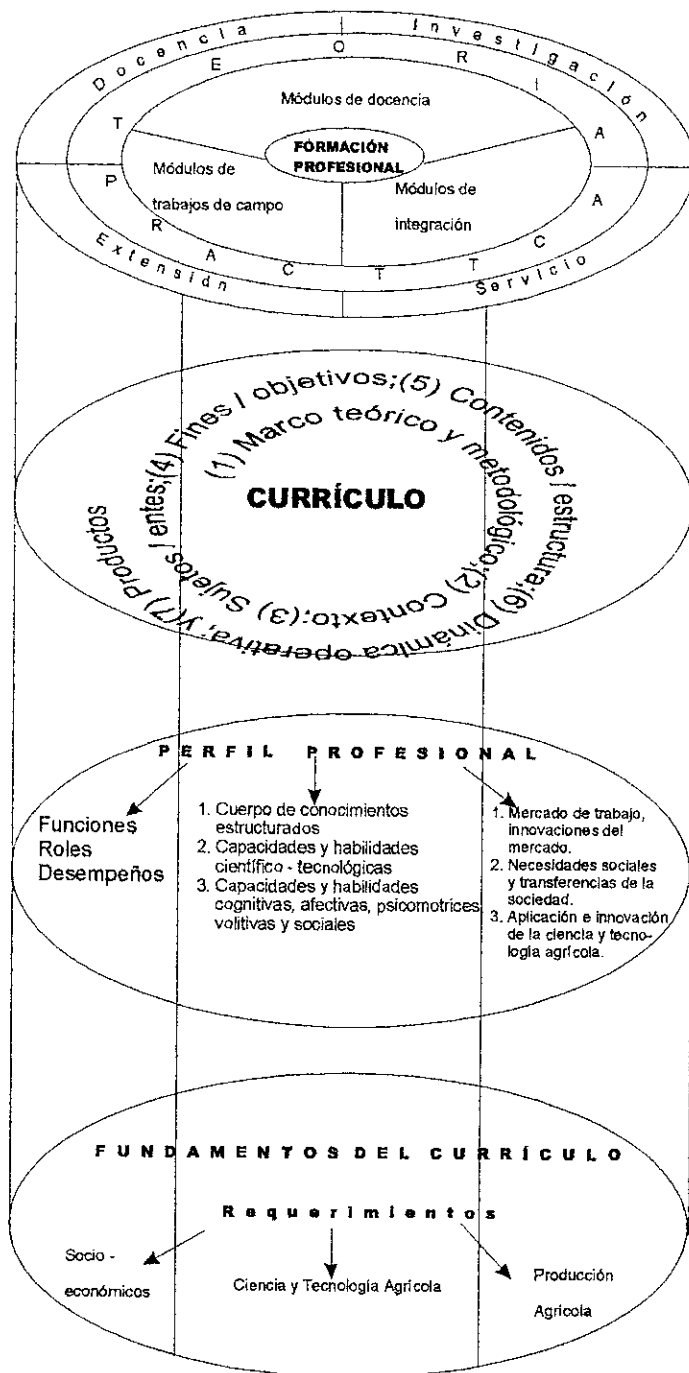 Docencia
Investigación
TEORIA
Módulos de docencia
FORMACIÓN
PROFESIONAL
Módulos de
trabajos de campo
Módulos de
integración
PRACTTCA
Extensión
Servicio
(1) Marco teórico y metodológico;(2) Contexto;(3) Sujetos / entes;(4) Fines / objetivos;(5) Contenidos / estructura;(6) Dinámica operativa; y(7) Productos
CURRÍCULO
PERFIL PROFESIONAL
Funciones
Roles
Desempeños
1. Cuerpo de conocimientos
estructurados
2. Capacidades y habilidades
científico - tecnológicas
3. Capacidades y habilidades
cognitivas, afectivas, psicomotrices
volitivas y sociales
1. Mercado de trabajo,
innovaciones del
mercado.
2. Necesidades sociales
y transferencias de la
sociedad.
3. Aplicación e innovación
de la ciencia y tecno-
logía agrícola.
FUNDAMENTOS DEL CURRÍCULO
Requerimientos
Socio -
económicos
Ciencia y Tecnología Agrícola
Producción
Agrícola